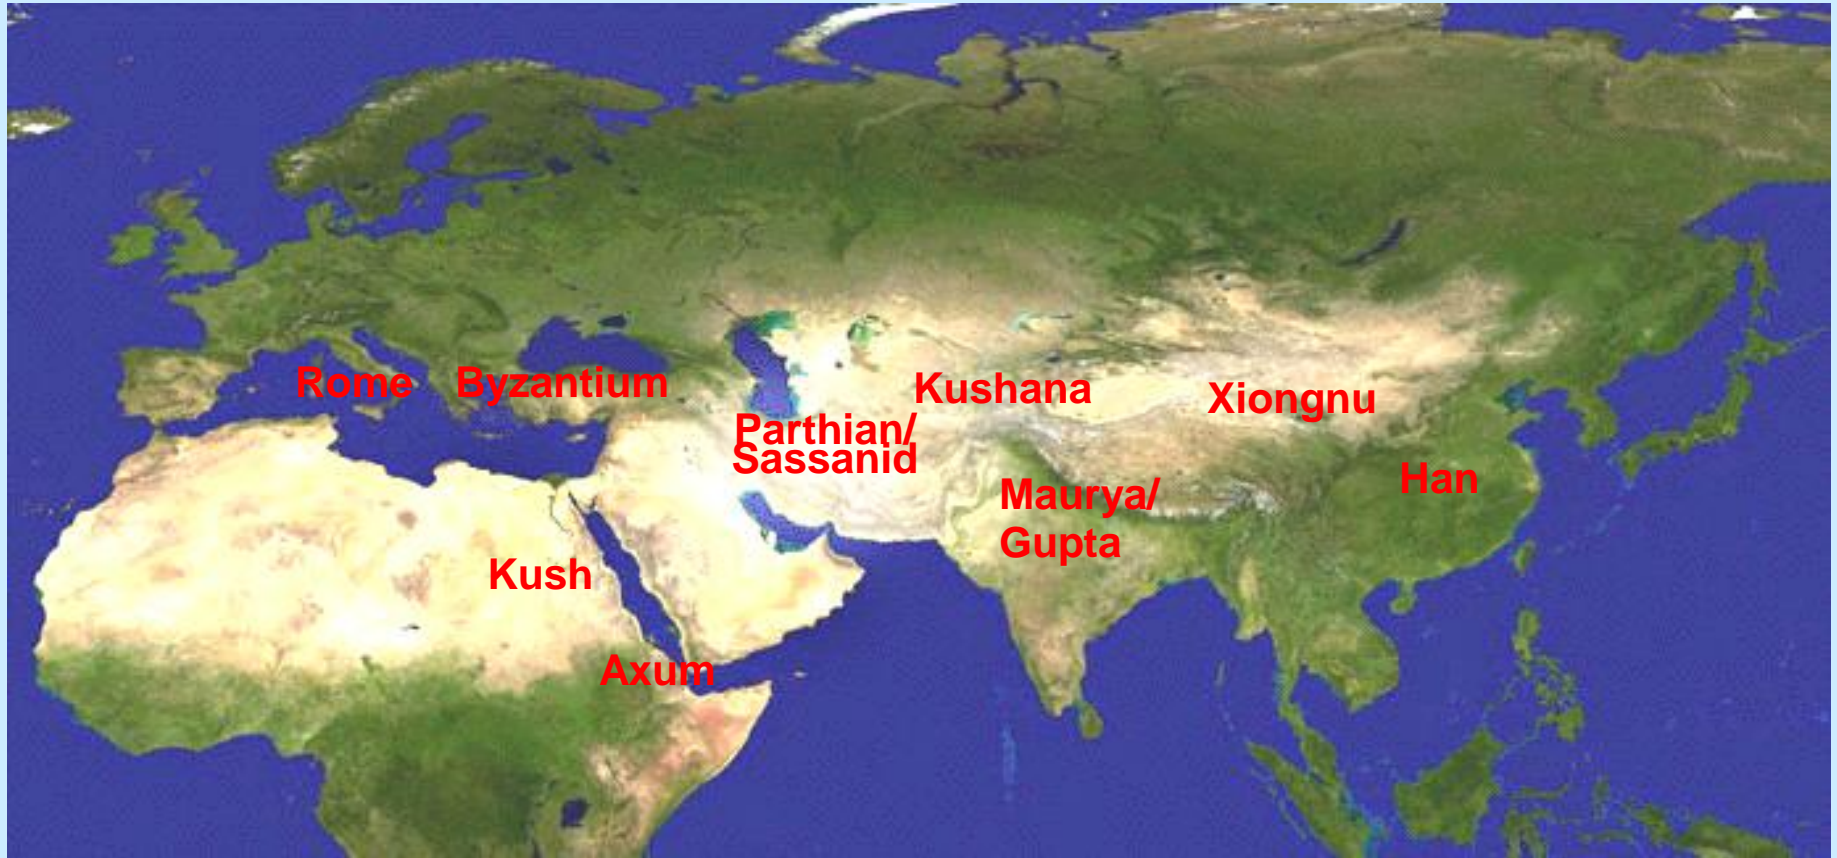 Rome
Byzantium
Kushana
Xiongnu
Parthian/
Sassanid
Han
Maurya/
Gupta
Kush
Axum